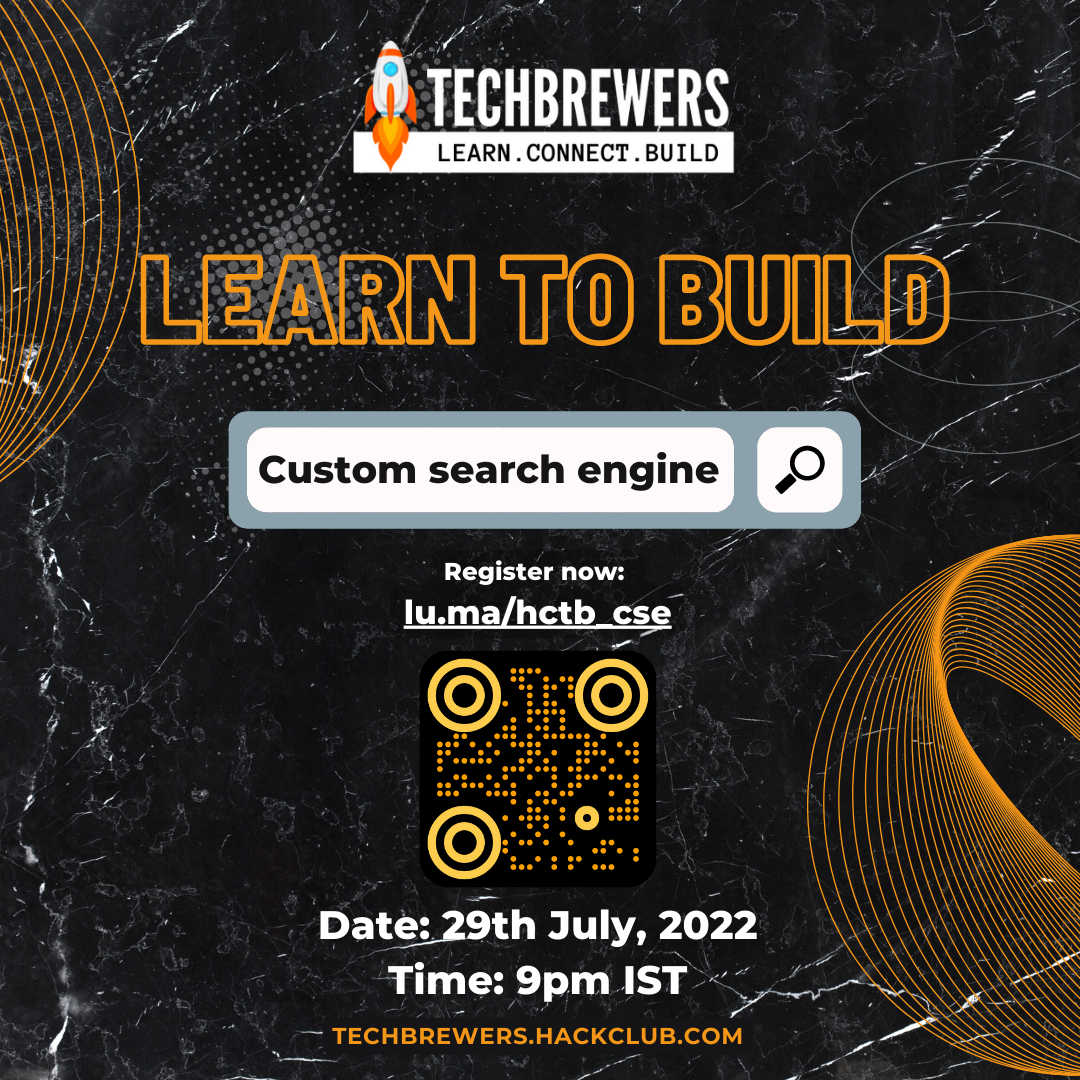 TECHBREWERS
LEARN.CONNECT.BUILD
LEARN TO BUILD
Custom search engine
Register now:
lu.ma/hctb_cse
Date: 29th July, 2022
Time: 9pm IST
TECHBREWERS.HACKCLUB.COM